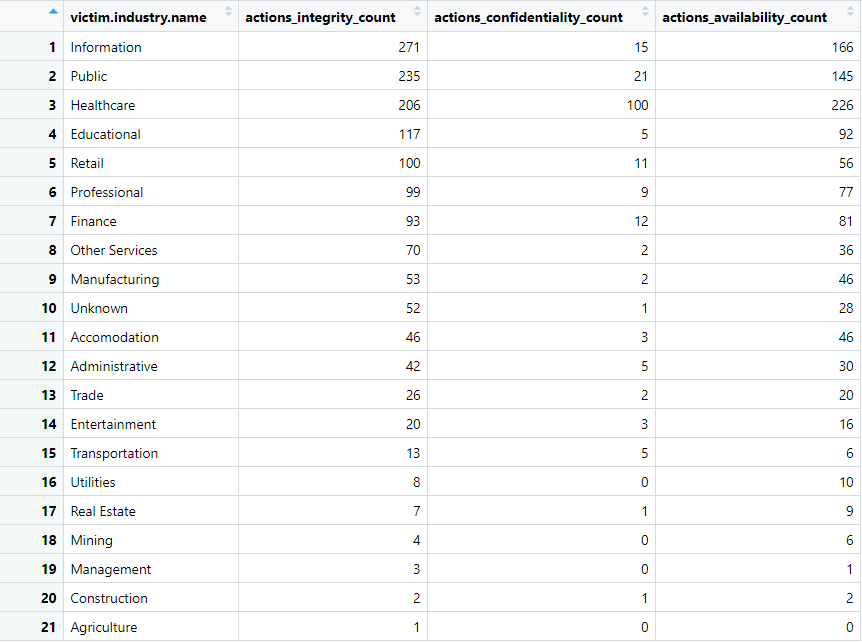 victim.industry.name actions_integrity_count actions_confidentiality_count actions_availability_count
1 Information 271 15 166
2 Public 235 21 145
3 Healthcare 206 100 226
4 Educational 117 5 92
5 Retail 100 11 56
6 Professional 99 9 77
7 Finance 93 12 81
8 Other Services 70 2 36
9 Manufacturing 53 2 46
10 Unknown 52 1 28
11 Accomodation 46 3 46
12 Administrative 42 5 30
13 Trade 26 2 20
14 Entertainment 20 3 16
15 Transportation 13 5 6
16 Utilities 8 0 10
17 Real Estate 7 1 9
18 Mining 4 0 6
19 Management 3 0 1
20 Construction 2 1 2
21 Agriculture 1 0 0